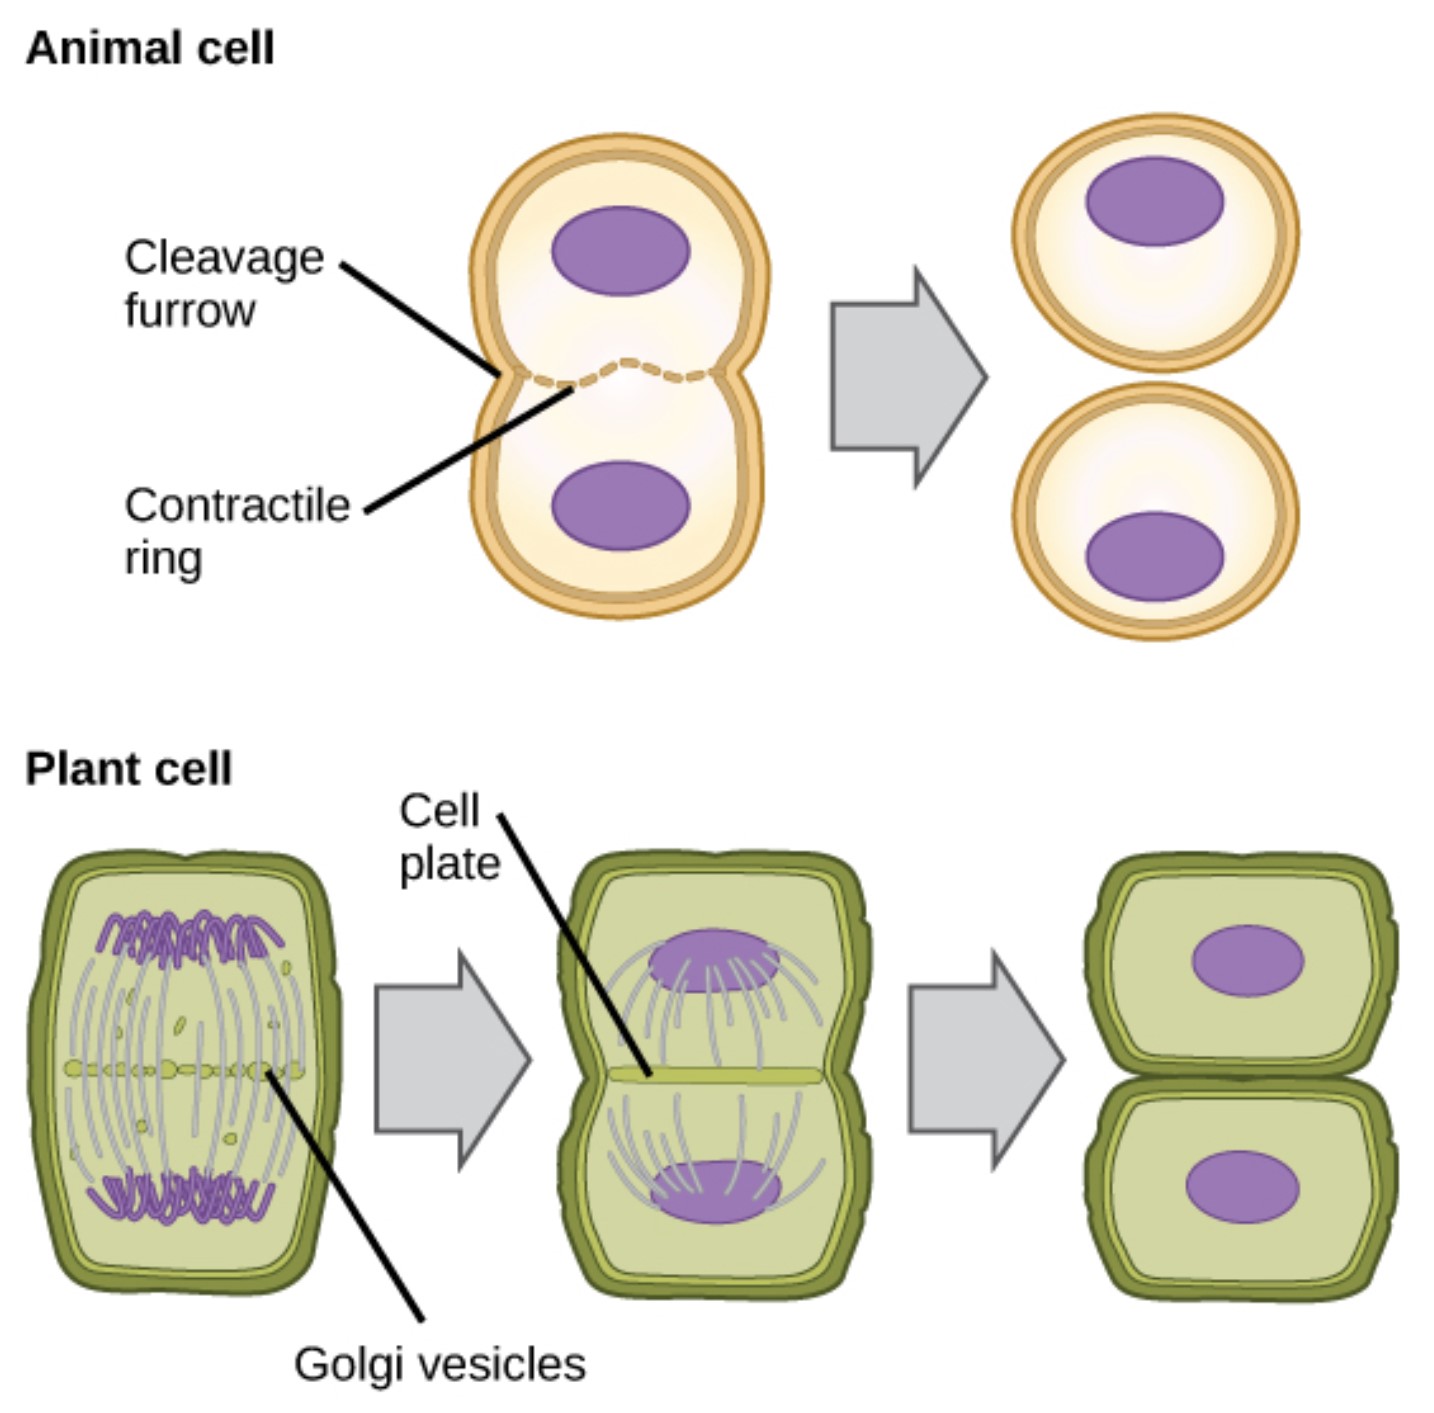 Animal cell
Cleavage
furrow
Contractile
ring
Plant cell
Cell
plate
Golgi vesicles